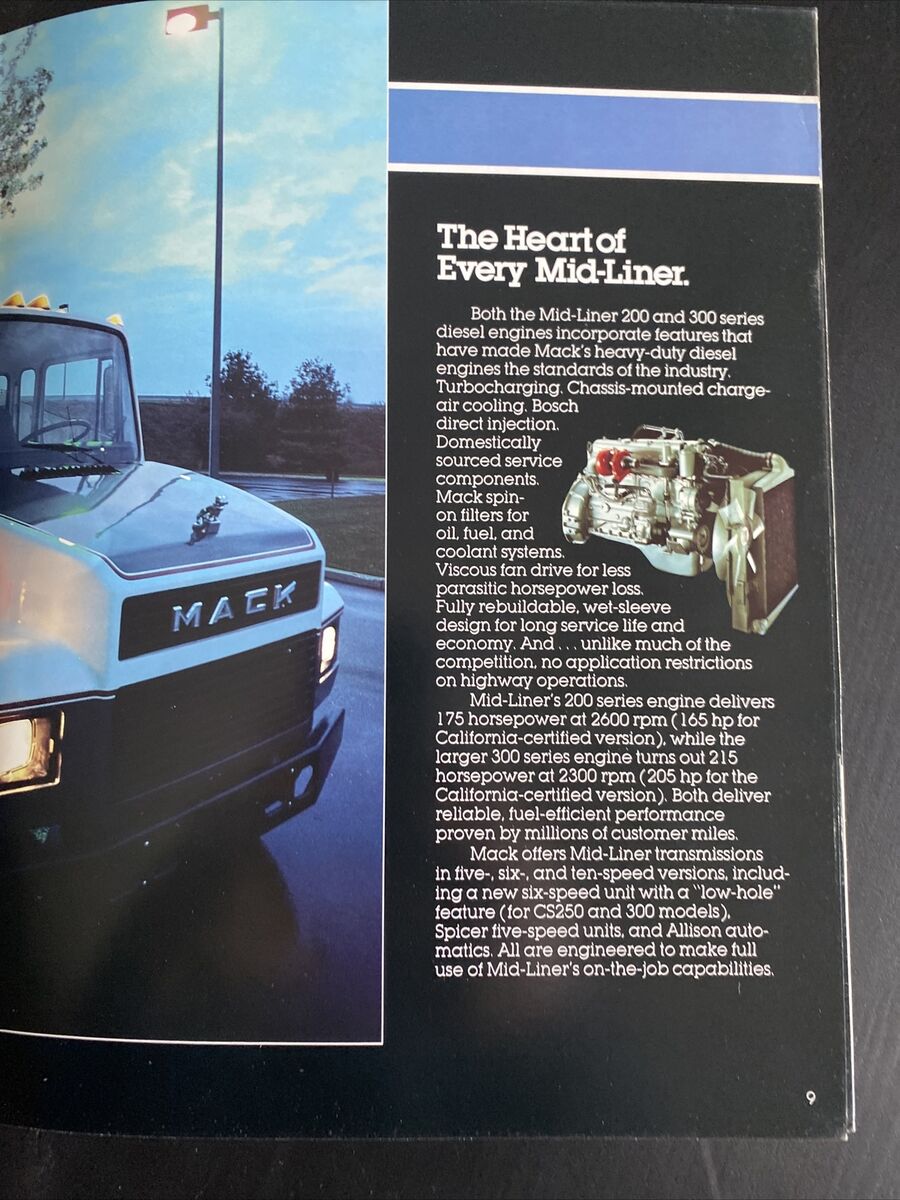 MACK
The Heart of
Every Mid-Liner.
Both the Mid-Liner 200 and 300 series
diesel engines incorporate features that
have made Mack's heavy-duty diesel
engines the standards of the industry.
Turbocharging. Chassis-mounted charge-
air cooling. Bosch
direct injection.
Domestically
sourced service
components.
Mack spin-
on filters for
oil, fuel, and
coolant systems.
Viscous fan drive for less
parasitic horsepower loss.
Fully rebuildable, wet-sleeve
design for long service life and
economy. And . . . unlike much of the
competition, no application restrictions
on highway operations.
Mid-Liner's 200 series engine delivers
175 horsepower at 2600 rpm (165 hp for
California-certified version), while the
larger 300 series engine turns out 215
horsepower at 2300 rpm (205 hp for the
California-certified version). Both deliver
reliable, fuel-efficient performance
proven by millions of customer miles.
Mack offers Mid-Liner transmissions
in five-, six-, and ten-speed versions, includ-
ing a new six-speed unit with a "low-hole"
feature (for CS250 and 300 models),
Spicer five-speed units, and Allison auto-
matics. All are engineered to make full
use of Mid-Liner's on-the-job capabilities.
9